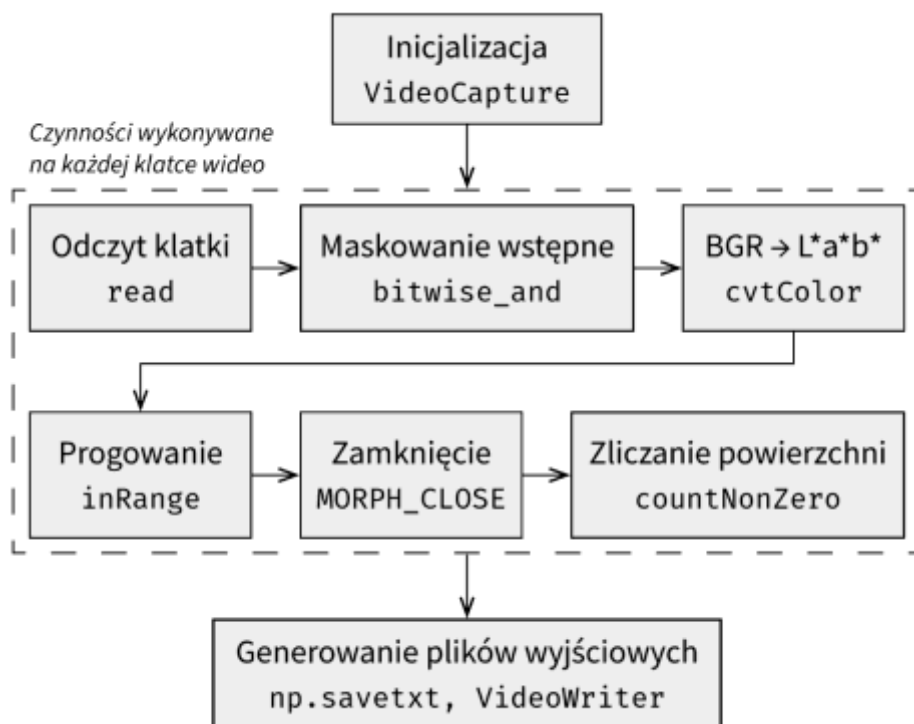 Inicjalizacja
VideoCapture
Czynności wykonywane
na każdej klatce wideo
Odczyt klatki
read
Maskowanie wstępne
bitwise_and
BGR → L*a*b*
cvtColor
Progowanie
inRange
Zamknięcie
MORPH_CLOSE
Zliczanie powierzchni
countNonZero
Generowanie plików wyjściowych
np.savetxt, VideoWriter